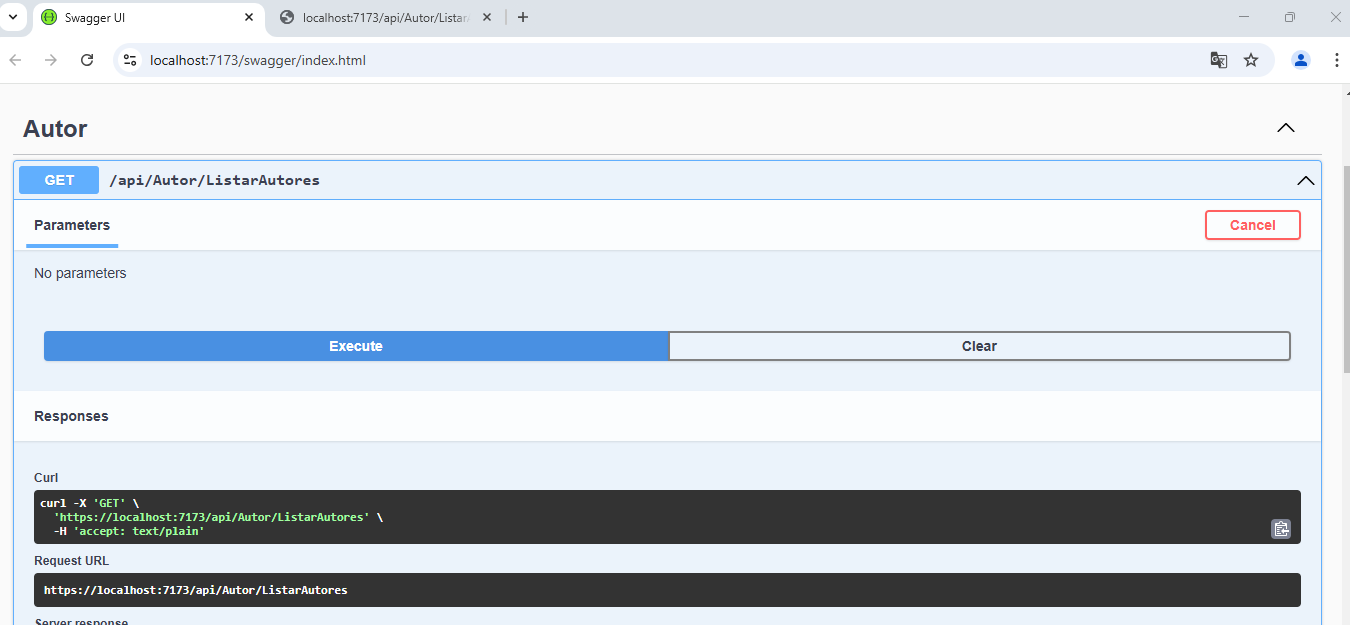 Swagger UI
localhost:7173/api/Autor/Listar
localhost:7173/swagger/index.html
Autor
GET /api/Autor/ListarAutores
Parameters
Cancel
No parameters
Execute
Clear
Responses
Curl
curl -X 'GET' \
'https://localhost:7173/api/Autor/ListarAutores' \
-H 'accept: text/plain'
Request URL
https://localhost:7173/api/Autor/ListarAutores
Server response